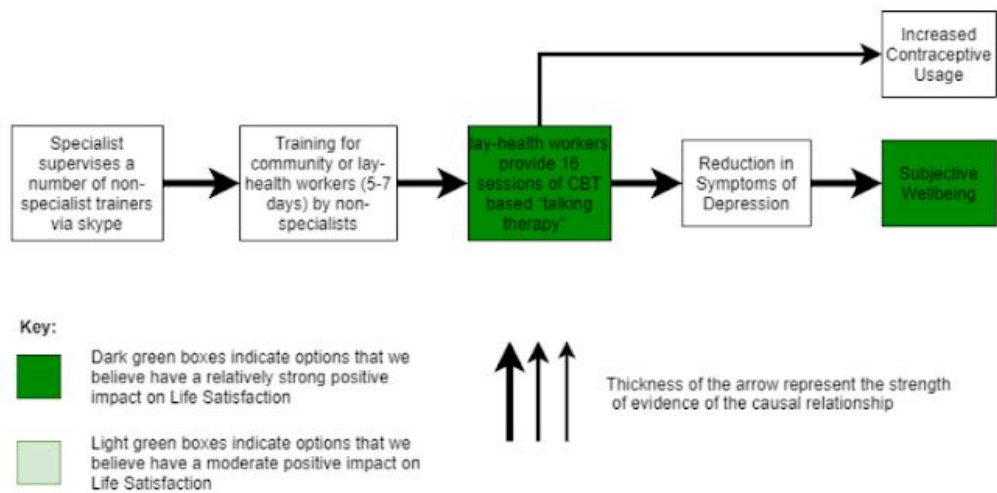 Increased
Contraceptive
Usage
Specialist
supervises a
number of non-
specialist trainers
via skype
Training for
community or lay-
health workers (5-7
days) by non-
specialists
lay-health workers
provide 16
sessions of CBT
based "talking
therapy"
Reduction in
Symptoms of
Depression
Subjective
Wellbeing
Key:
Dark green boxes indicate options that we
believe have a relatively strong positive
impact on Life Satisfaction
Light green boxes indicate options that we
believe have a moderate positive impact on
Life Satisfaction
Thickness of the arrow represent the strength
of evidence of the causal relationship